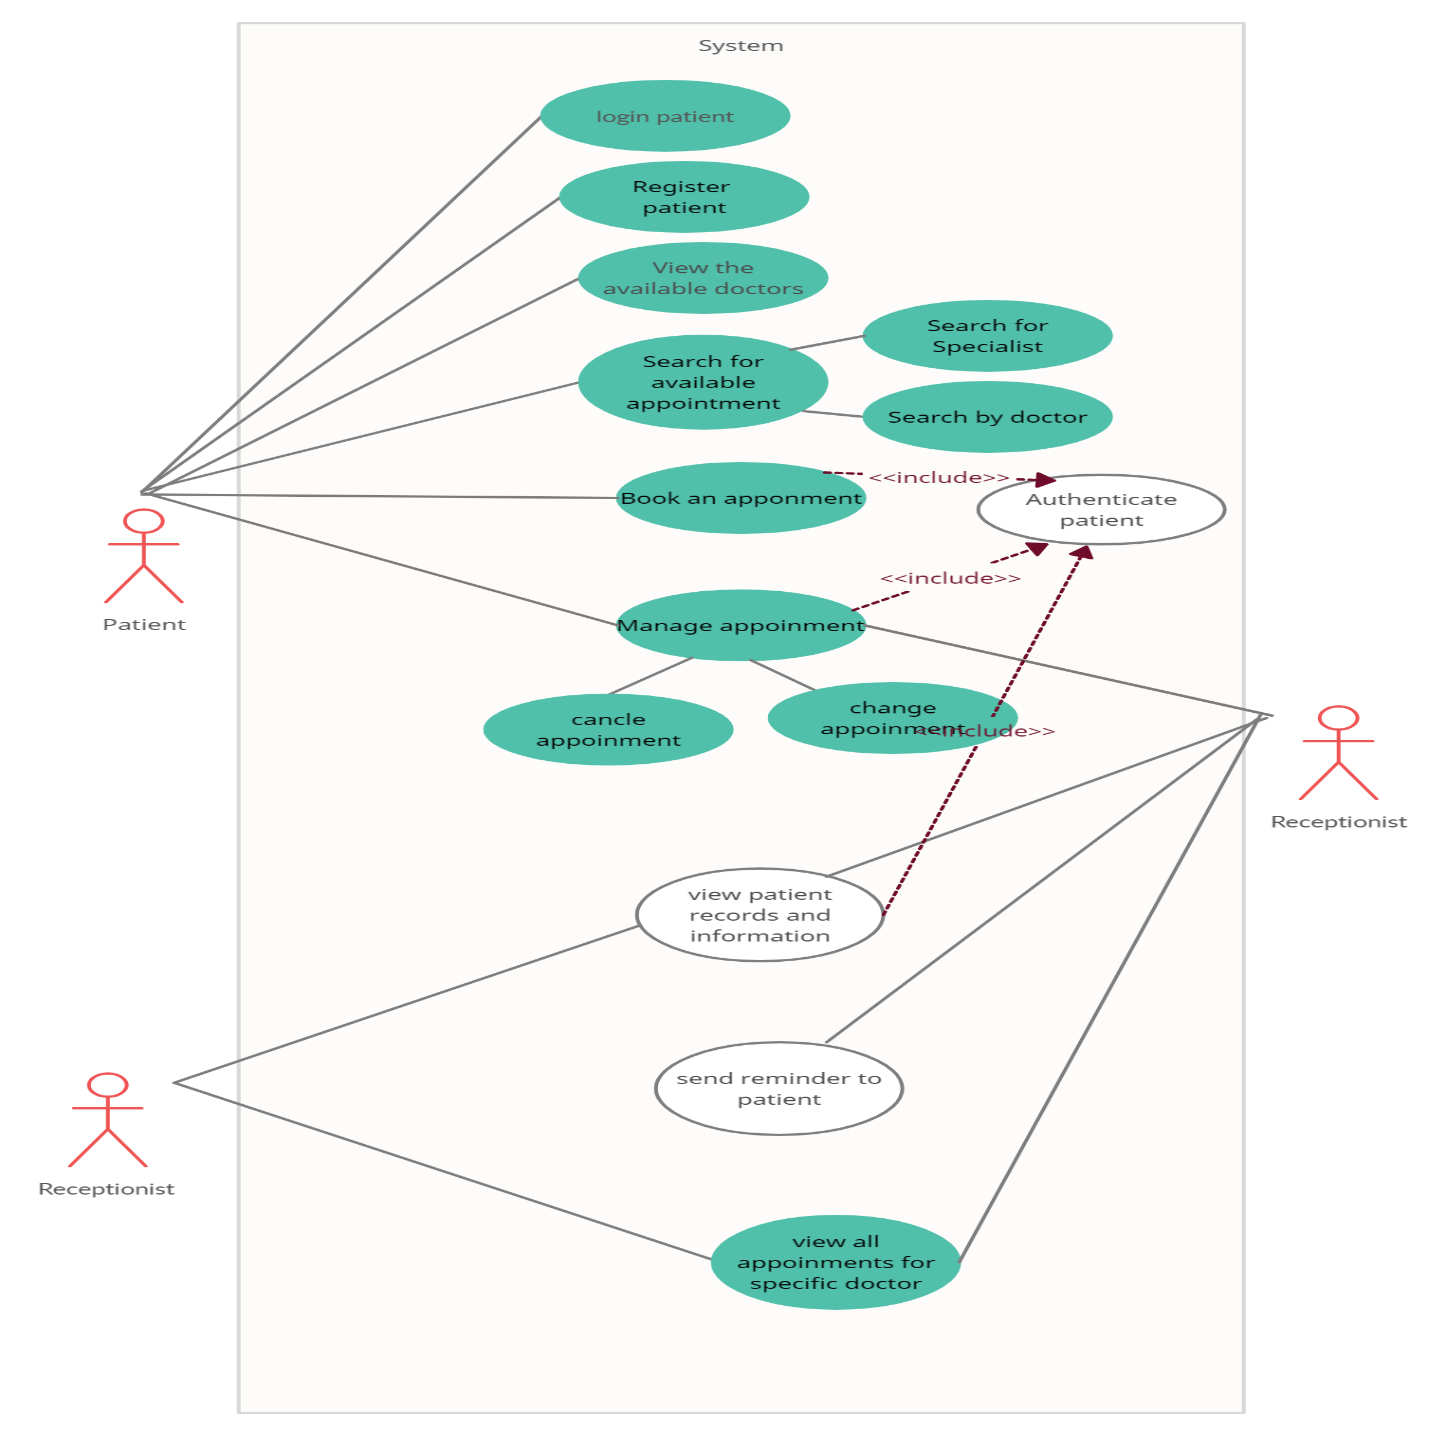 System
login patient
Register
patient
View the
available doctors
Search for
Specialist
Search for
available
appointment
Search by doctor
<<include>>
Book an apponment
Authenticate
patient
<<include>>
Patient
Manage appoinment
cancle
appoinment
change
appoinment
<<include>>
Receptionist
view patient
records and
information
send reminder to
patient
Receptionist
view all
appoinments for
specific doctor